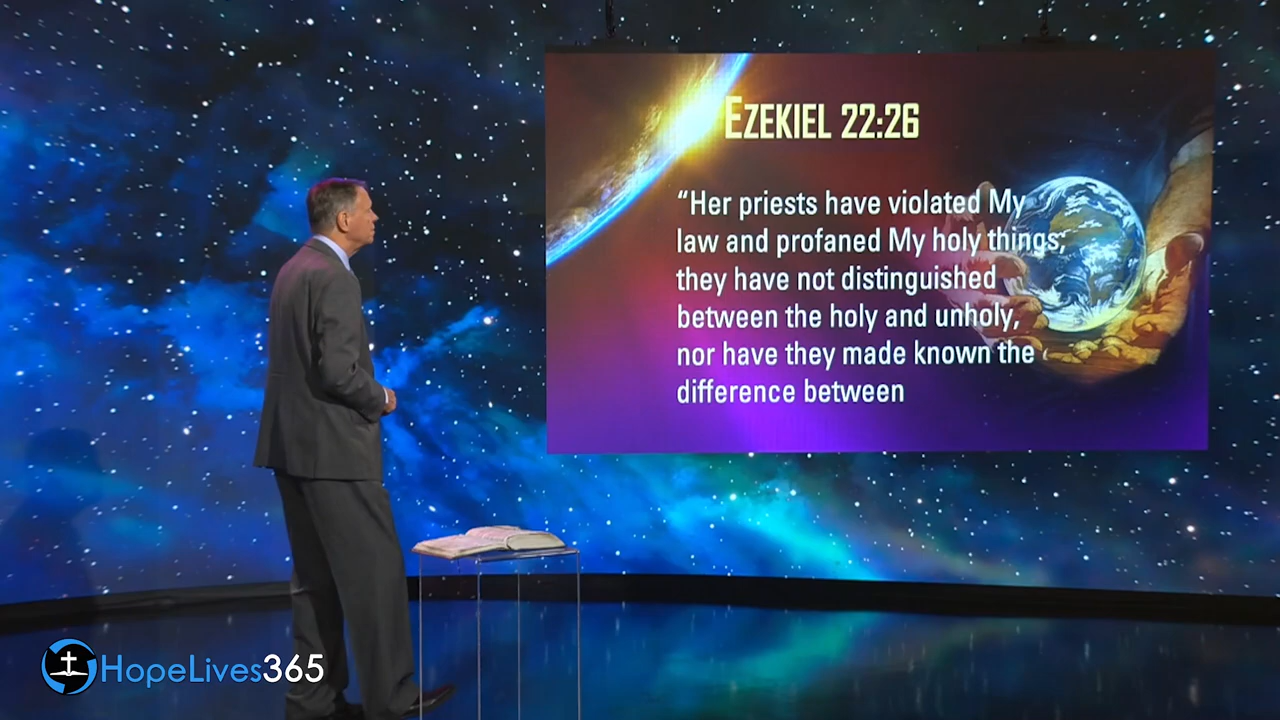 EZEKIEL 22:26
“Her priests have violated My
law and profaned My holy things;
they have not distinguished
between the holy and unholy,
nor have they made known the
difference between
HopeLives365